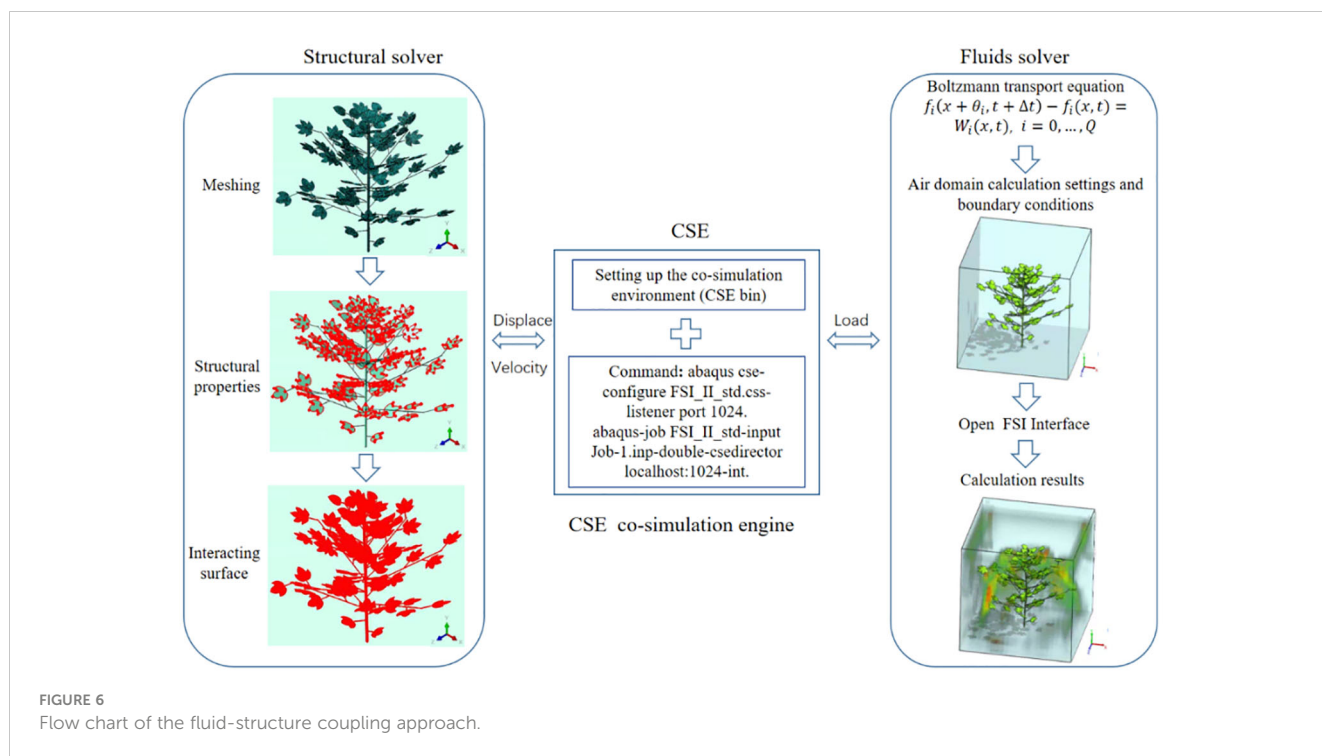 Structural solver
Meshing
Structural
properties
Interacting
surface
Displace
Velocity
CSE
Setting up the co-simulation
environment (CSE bin)
Command: abaqus cse-
configure FSI_II_std.css-
listener port 1024.
abaqus-job FSI_II_std-input
Job-1.inp-double-csedirector
localhost:1024-int.
CSE co-simulation engine
Load
Fluids solver
Boltzmann transport equation
fᵢ(x + θᵢ, t + Δt) − fᵢ(x, t) =
Wᵢ(x, t), i = 0, ... , Q
Air domain calculation settings and
boundary conditions
Open FSI Interface
Calculation results
FIGURE 6
Flow chart of the fluid-structure coupling approach.